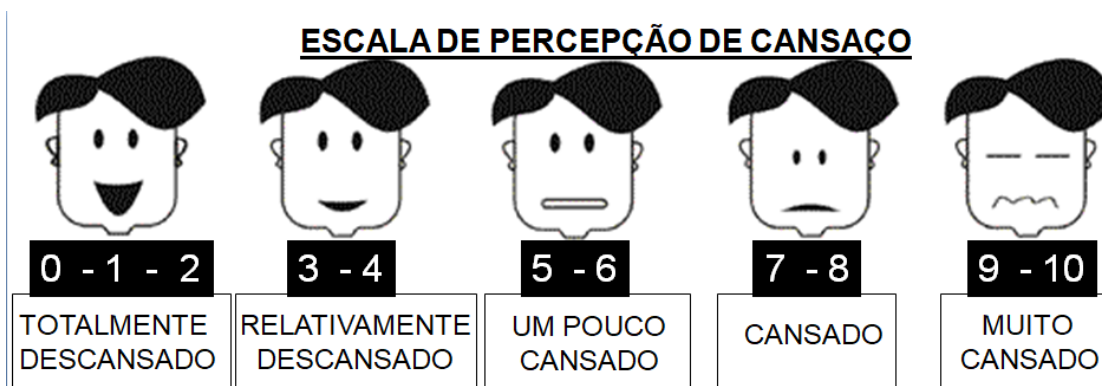 ESCALA DE PERCEPÇÃO DE CANSAÇO
0 - 1 - 2
3 - 4
5 - 6
7 - 8
9 - 10
TOTALMENTE
DESCANSADO
RELATIVAMENTE
DESCANSADO
UM POUCO
CANSADO
CANSADO
MUITO
CANSADO